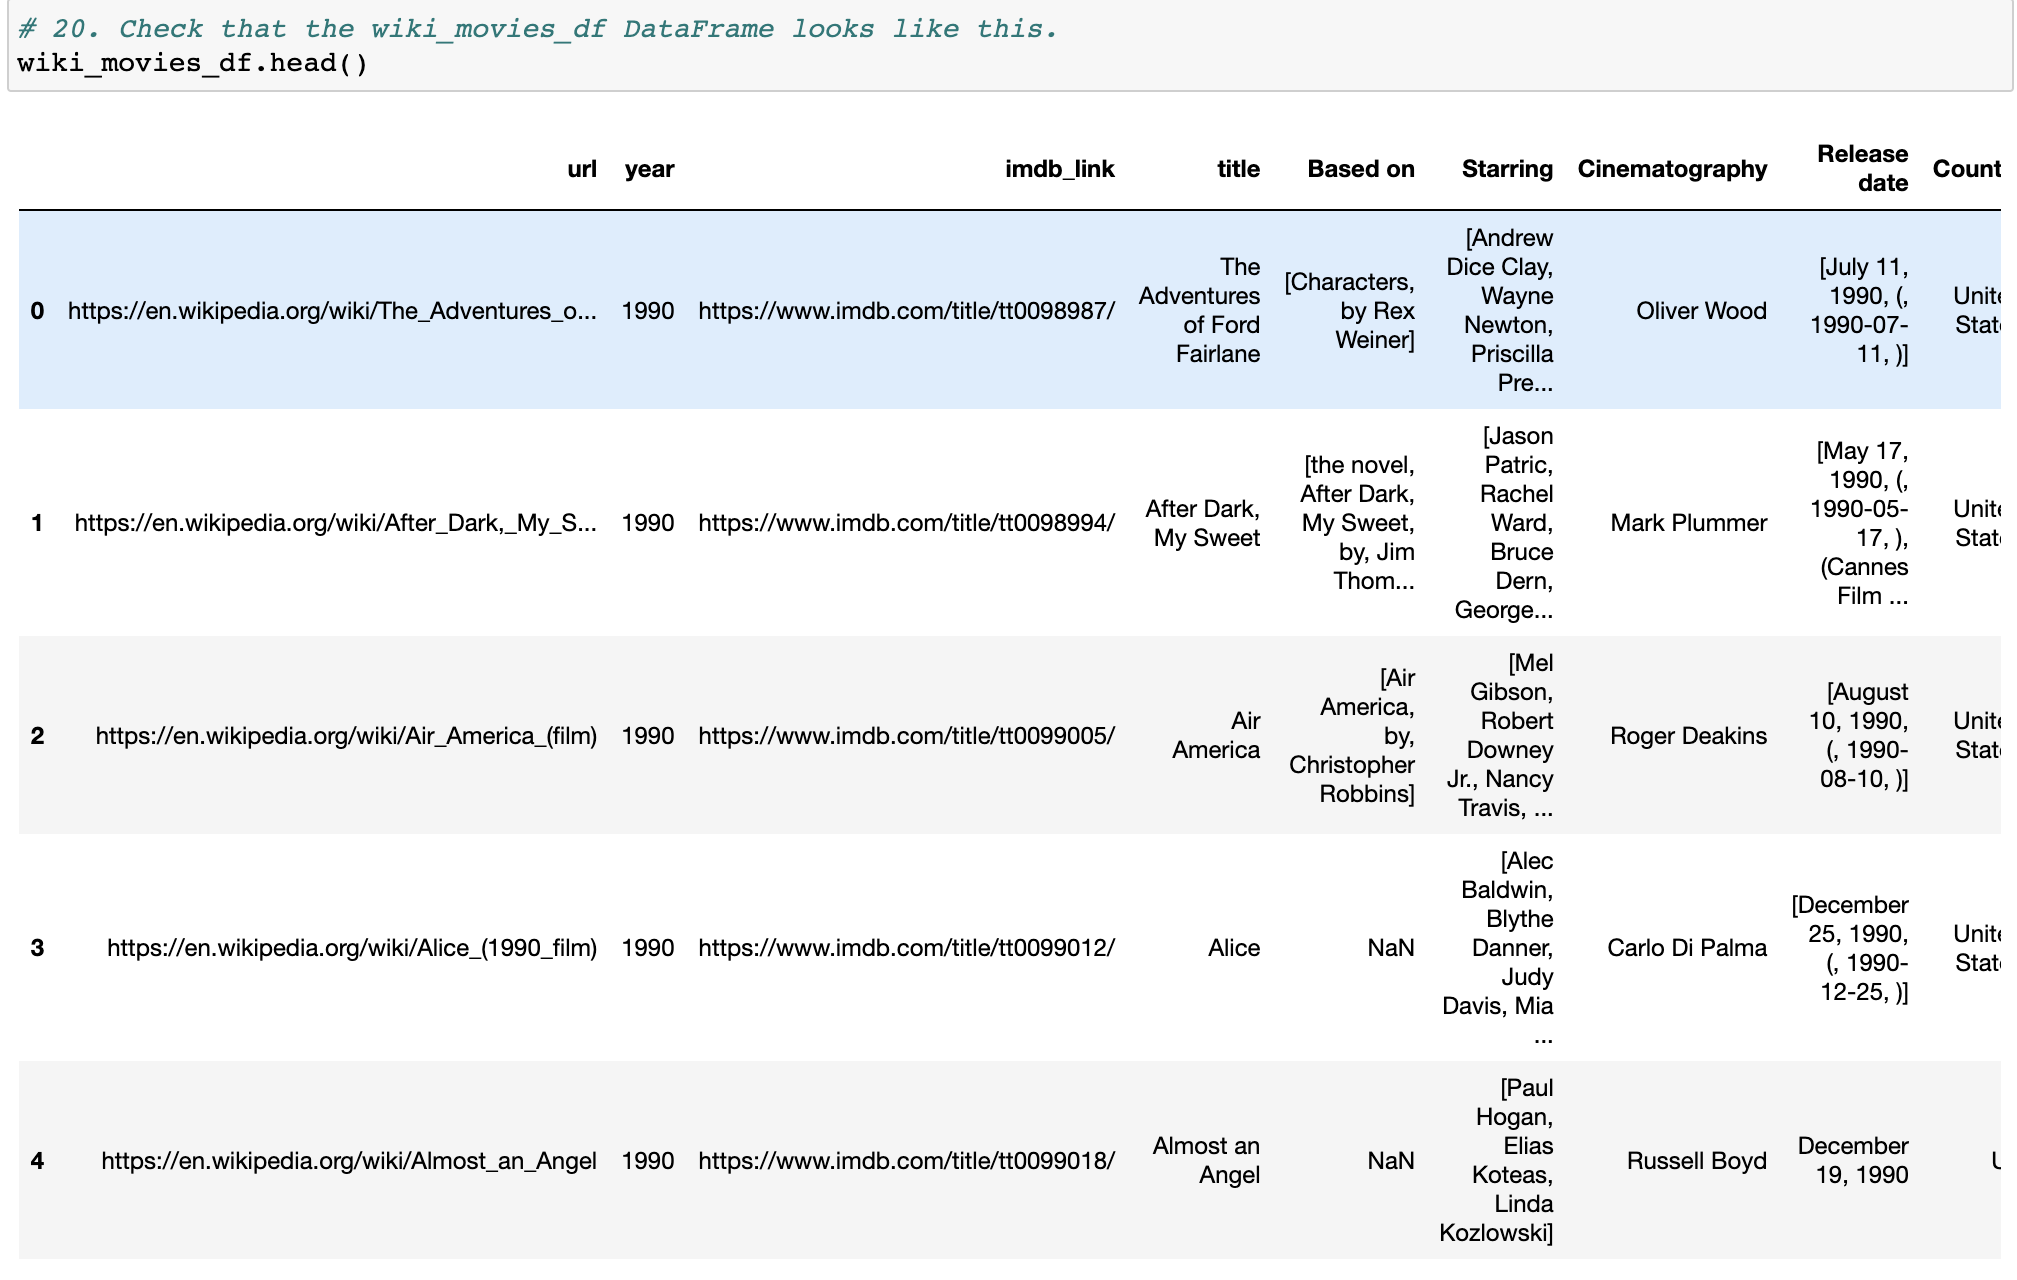 # 20. Check that the wiki_movies_df DataFrame looks like this.
wiki_movies_df.head()
url year imdb_link title Based on Starring Cinematography Release date Count
0 https://en.wikipedia.org/wiki/The_Adventures_o... 1990 https://www.imdb.com/title/tt0098987/ The Adventures of Ford Fairlane [Characters, by Rex Weiner] [Andrew Dice Clay, Wayne Newton, Priscilla Pre... Oliver Wood [July 11, 1990, (, 1990-07-11, )] Unite Stat
1 https://en.wikipedia.org/wiki/After_Dark,_My_S... 1990 https://www.imdb.com/title/tt0098994/ After Dark, My Sweet [the novel, After Dark, My Sweet, by, Jim Thom... [Jason Patric, Rachel Ward, Bruce Dern, George... Mark Plummer [May 17, 1990, (, 1990-05-17, ), (Cannes Film ... Unite Stat
2 https://en.wikipedia.org/wiki/Air_America_(film) 1990 https://www.imdb.com/title/tt0099005/ Air America [Air America, by, Christopher Robbins] [Mel Gibson, Robert Downey Jr., Nancy Travis, ... Roger Deakins [August 10, 1990, (, 1990-08-10, )] Unite Stat
3 https://en.wikipedia.org/wiki/Alice_(1990_film) 1990 https://www.imdb.com/title/tt0099012/ Alice NaN [Alec Baldwin, Blythe Danner, Judy Davis, Mia ... Carlo Di Palma [December 25, 1990, (, 1990-12-25, )] Unite Stat
4 https://en.wikipedia.org/wiki/Almost_an_Angel 1990 https://www.imdb.com/title/tt0099018/ Almost an Angel NaN [Paul Hogan, Elias Koteas, Linda Kozlowski] Russell Boyd December 19, 1990